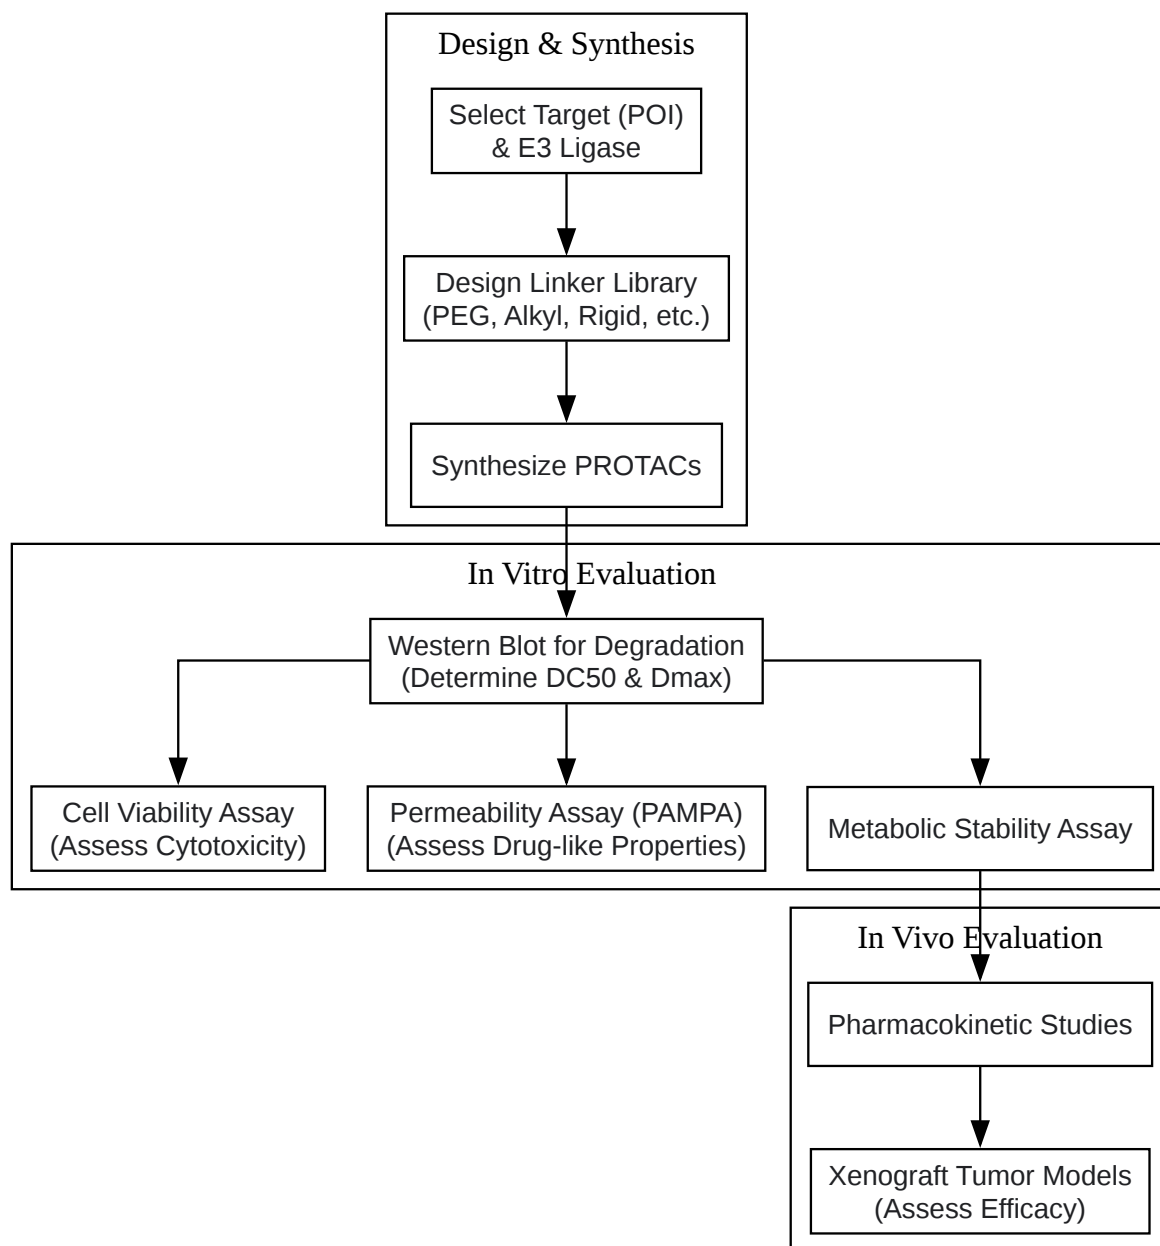 Design & Synthesis
Select Target (POI)
& E3 Ligase
Design Linker Library
(PEG, Alkyl, Rigid, etc.)
Synthesize PROTACs
In Vitro Evaluation
Western Blot for Degradation
(Determine DC50 & Dmax)
Cell Viability Assay
(Assess Cytotoxicity)
Permeability Assay (PAMPA)
(Assess Drug-like Properties)
Metabolic Stability Assay
In Vivo Evaluation
Pharmacokinetic Studies
Xenograft Tumor Models
(Assess Efficacy)